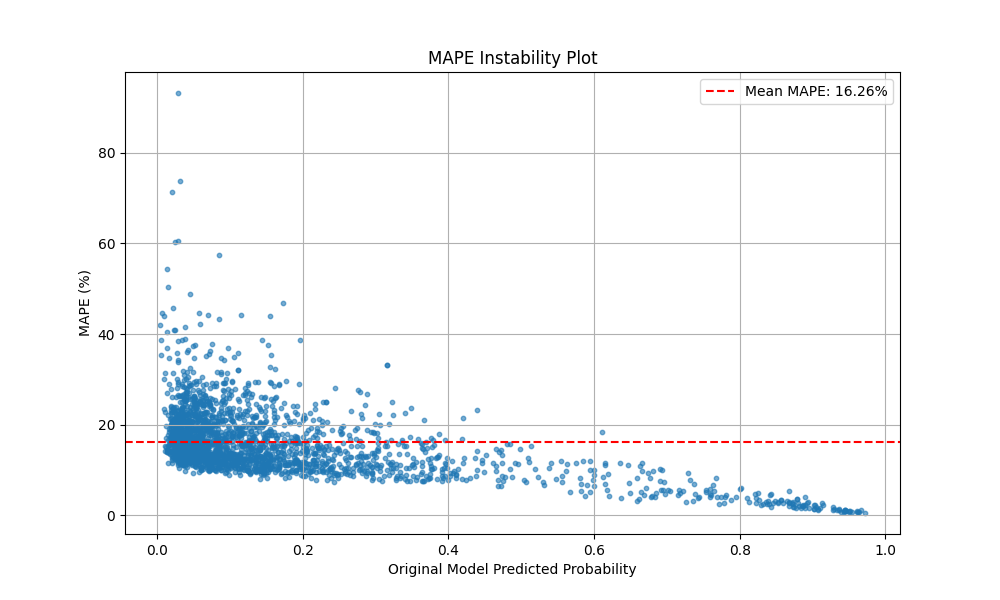 MAPE Instability Plot
Mean MAPE: 16.26%
MAPE (%)
80
60
40
20
0
0.0 0.2 0.4 0.6 0.8 1.0
Original Model Predicted Probability